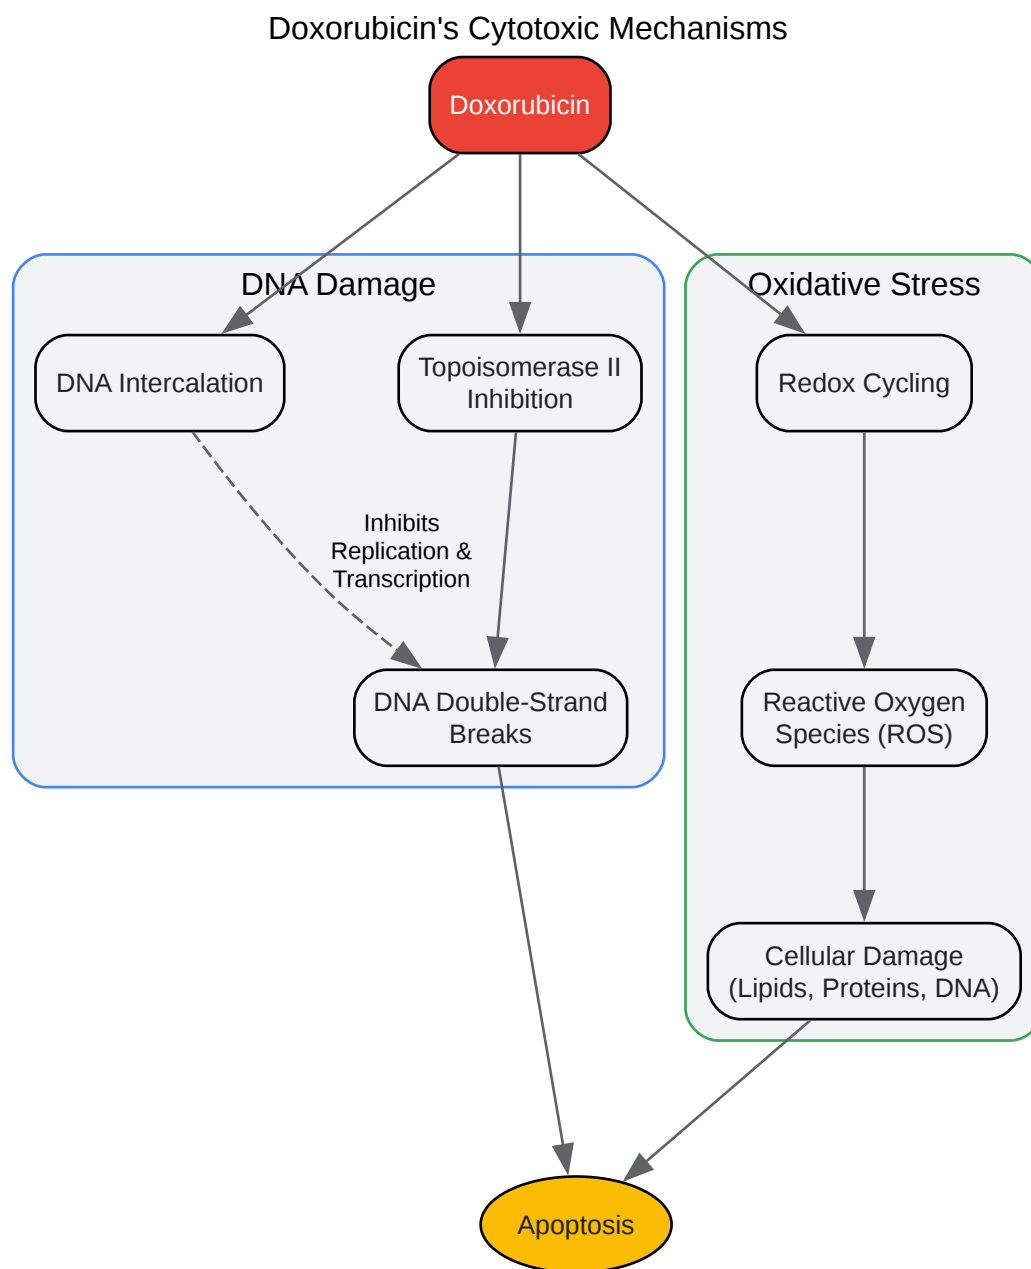 Doxorubicin's Cytotoxic Mechanisms
Doxorubicin
DNA Damage
Oxidative Stress
DNA Intercalation
Topoisomerase II
Inhibition
Redox Cycling
Inhibits
Replication &
Transcription
DNA Double-Strand
Breaks
Reactive Oxygen
Species (ROS)
Cellular Damage
(Lipids, Proteins, DNA)
Apoptosis